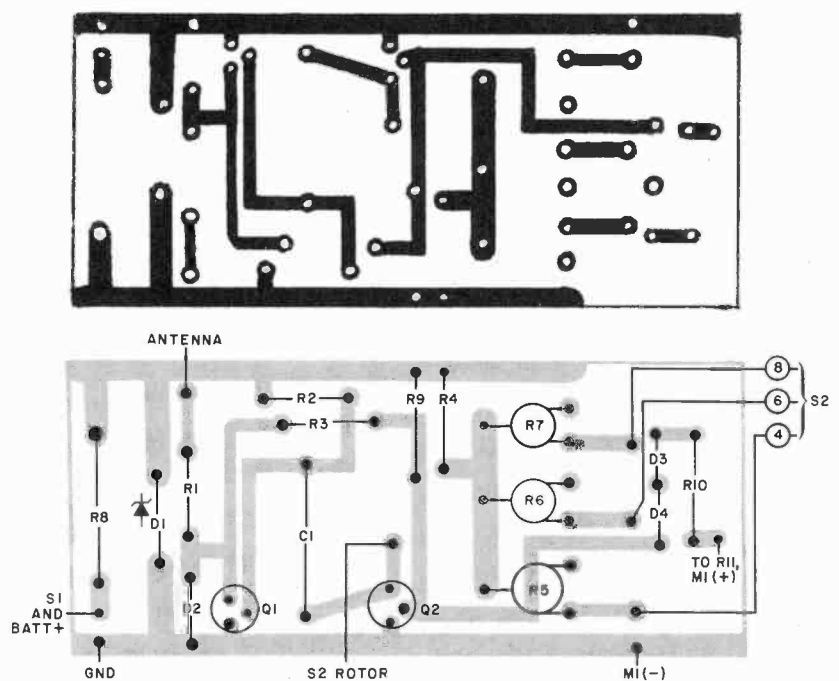 ANTENNA
8
R2
R9
R4
6
S2
R3
R7
4
D3
R8
D1
R1
R6
D4
R10
C1
TO R11,
M1(+)
S1
AND
BATT+
D2
Q1
Q2
R5
GND
S2 ROTOR
M1(-)